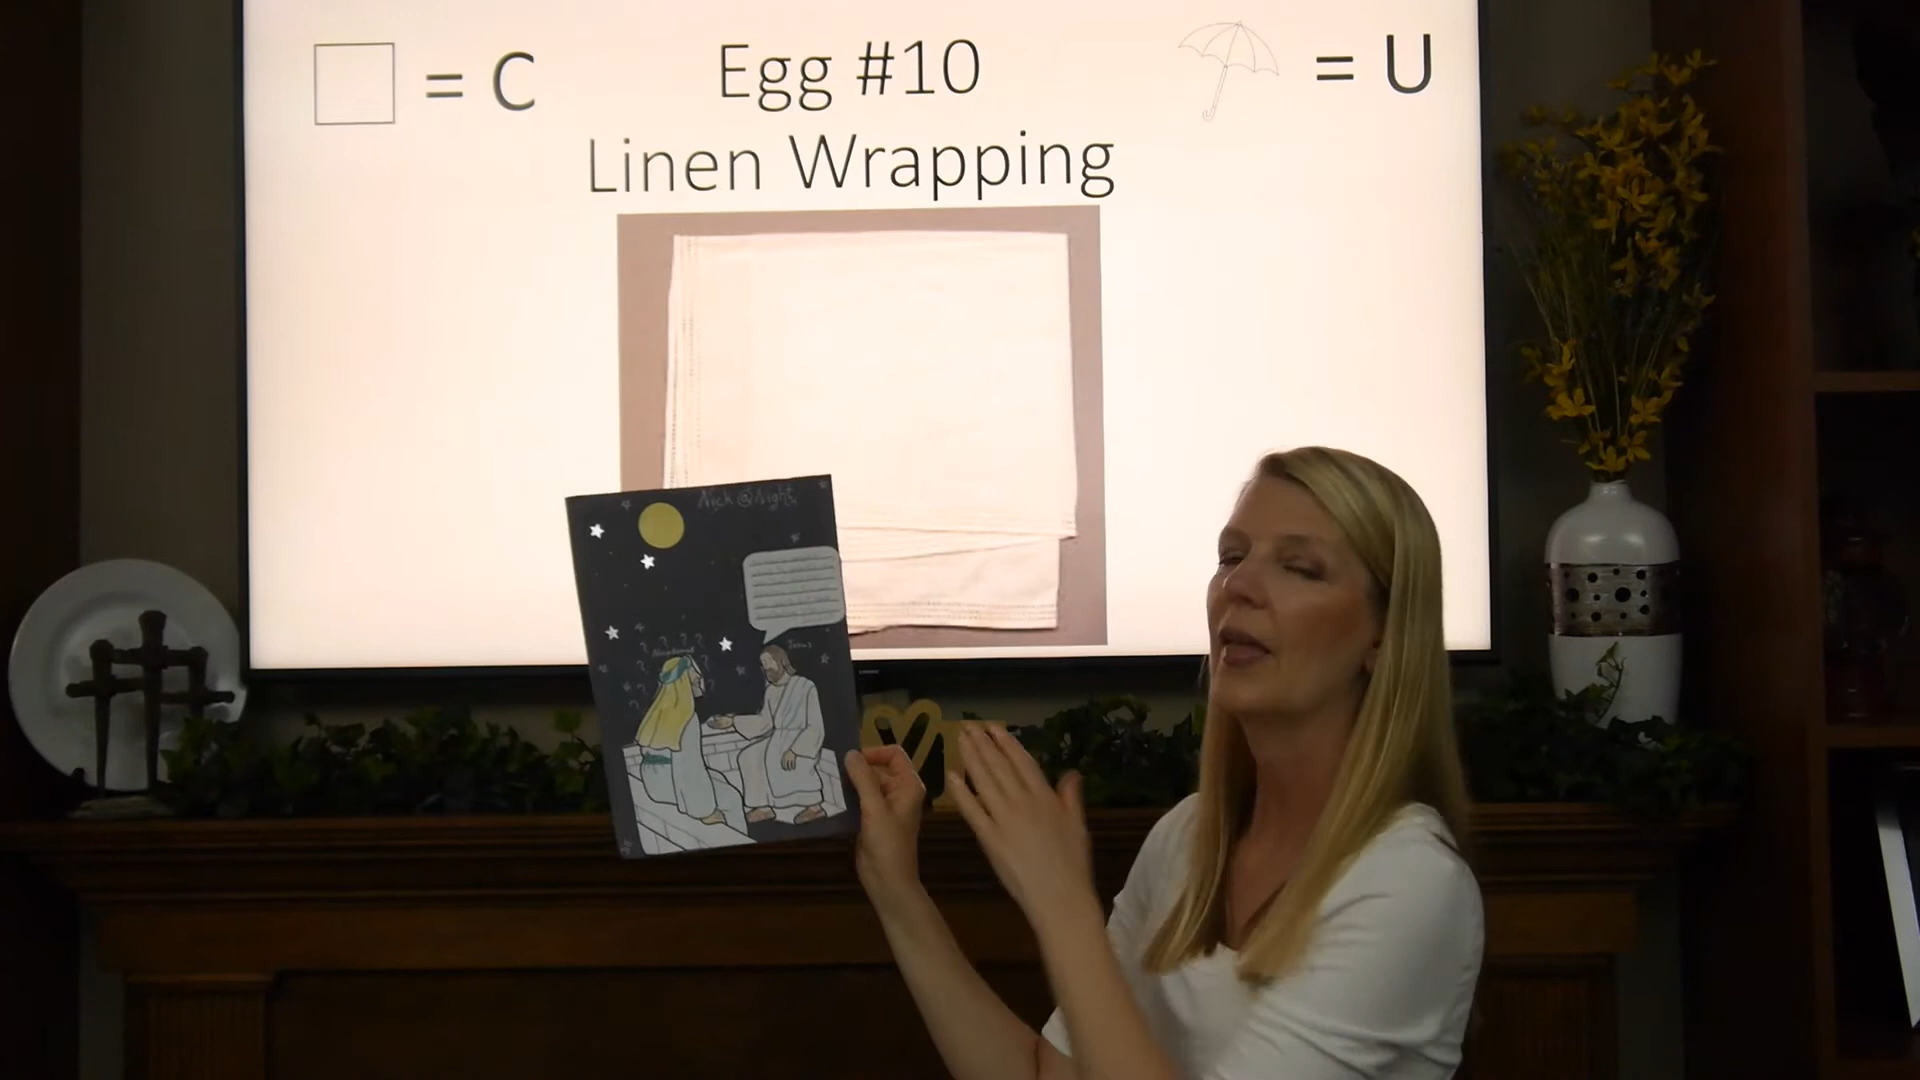 = C
Egg #10
= U
Linen Wrapping
Nick @ Night
Jesus